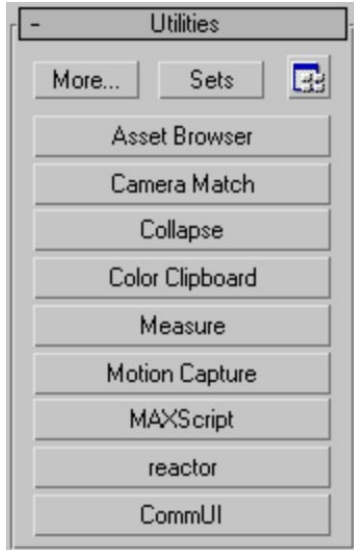 - Utilities
More... Sets
Asset Browser
Camera Match
Collapse
Color Clipboard
Measure
Motion Capture
MAXScript
reactor
CommUI